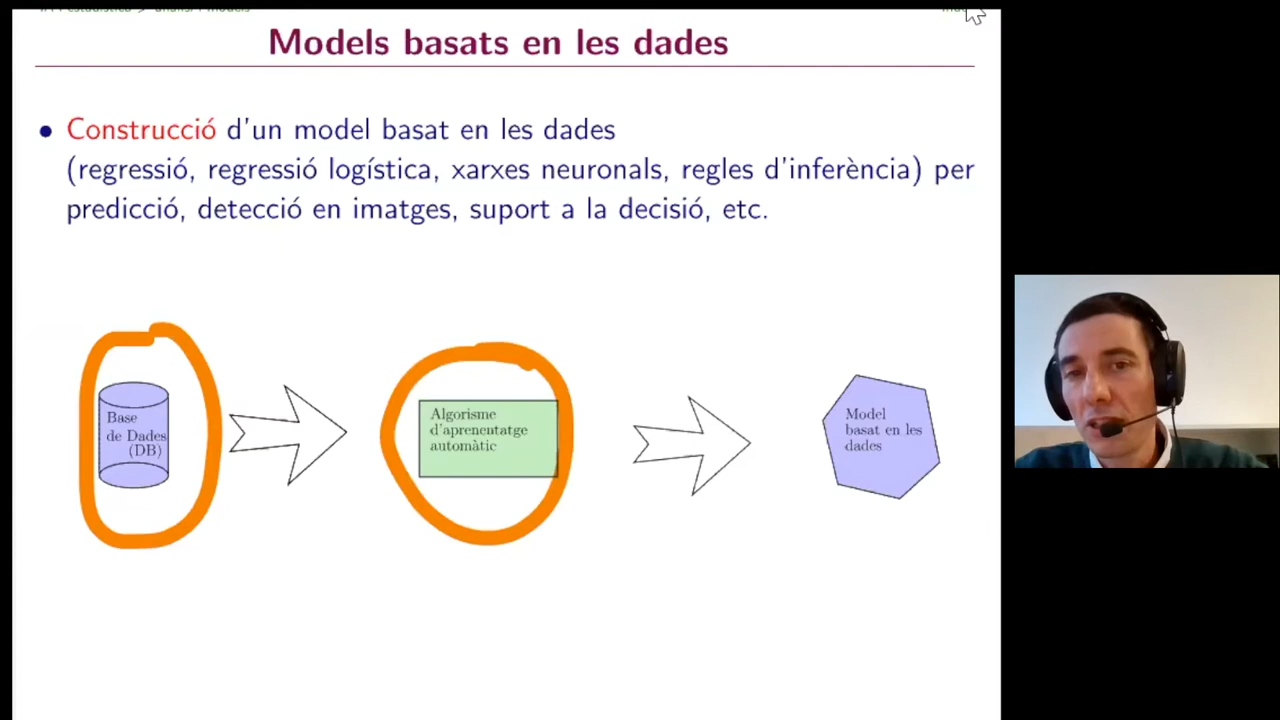 Models basats en les dades
• Construcció d'un model basat en les dades
(regressió, regressió logística, xarxes neuronals, regles d'inferència) per
predicció, detecció en imatges, suport a la decisió, etc.
Base
de Dades
(DB)
Algorisme
d'aprenentatge
automàtic
Model
basat en les
dades